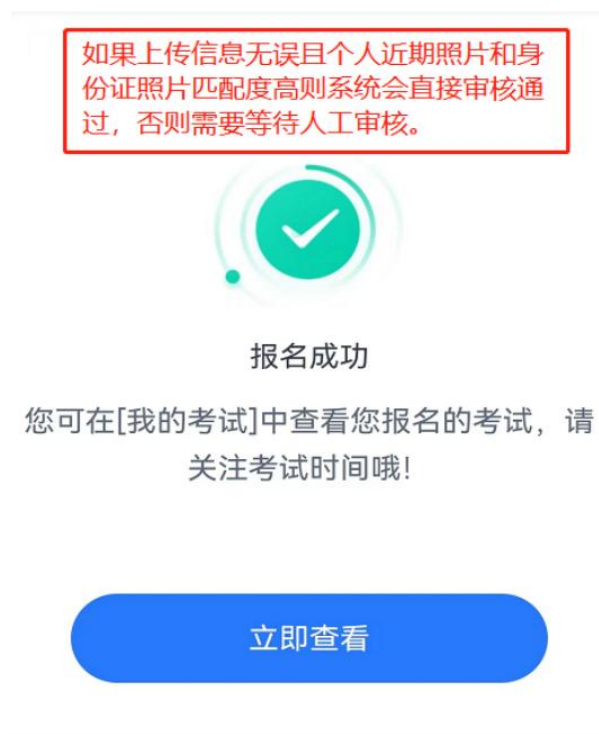 如果上传信息无误且个人近期照片和身
份证照片匹配度高则系统会直接审核通
过，否则需要等待人工审核。
报名成功
您可在[我的考试]中查看您报名的考试，请
关注考试时间哦!
立即查看